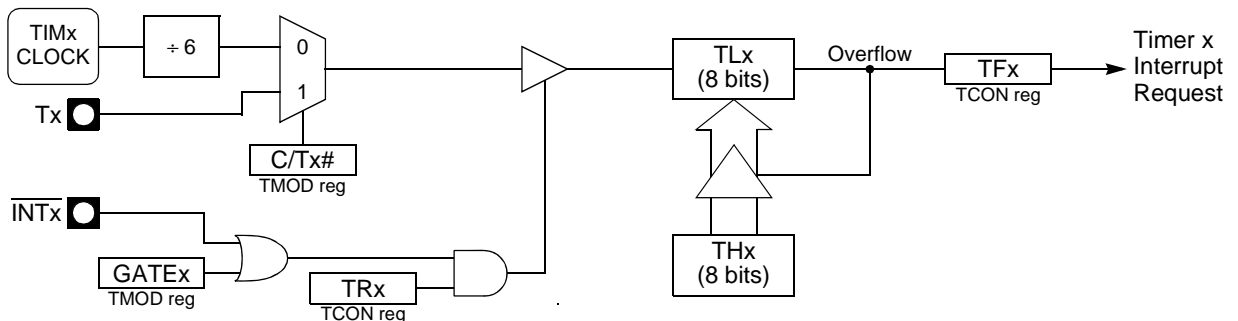 TIMx
CLOCK
÷ 6
0
1
Tx
C/Tx#
TMOD reg
INTx
GATEx
TMOD reg
TRx
TCON reg
TLx
(8 bits)
THx
(8 bits)
Overflow
TFx
TCON reg
Timer x
Interrupt
Request